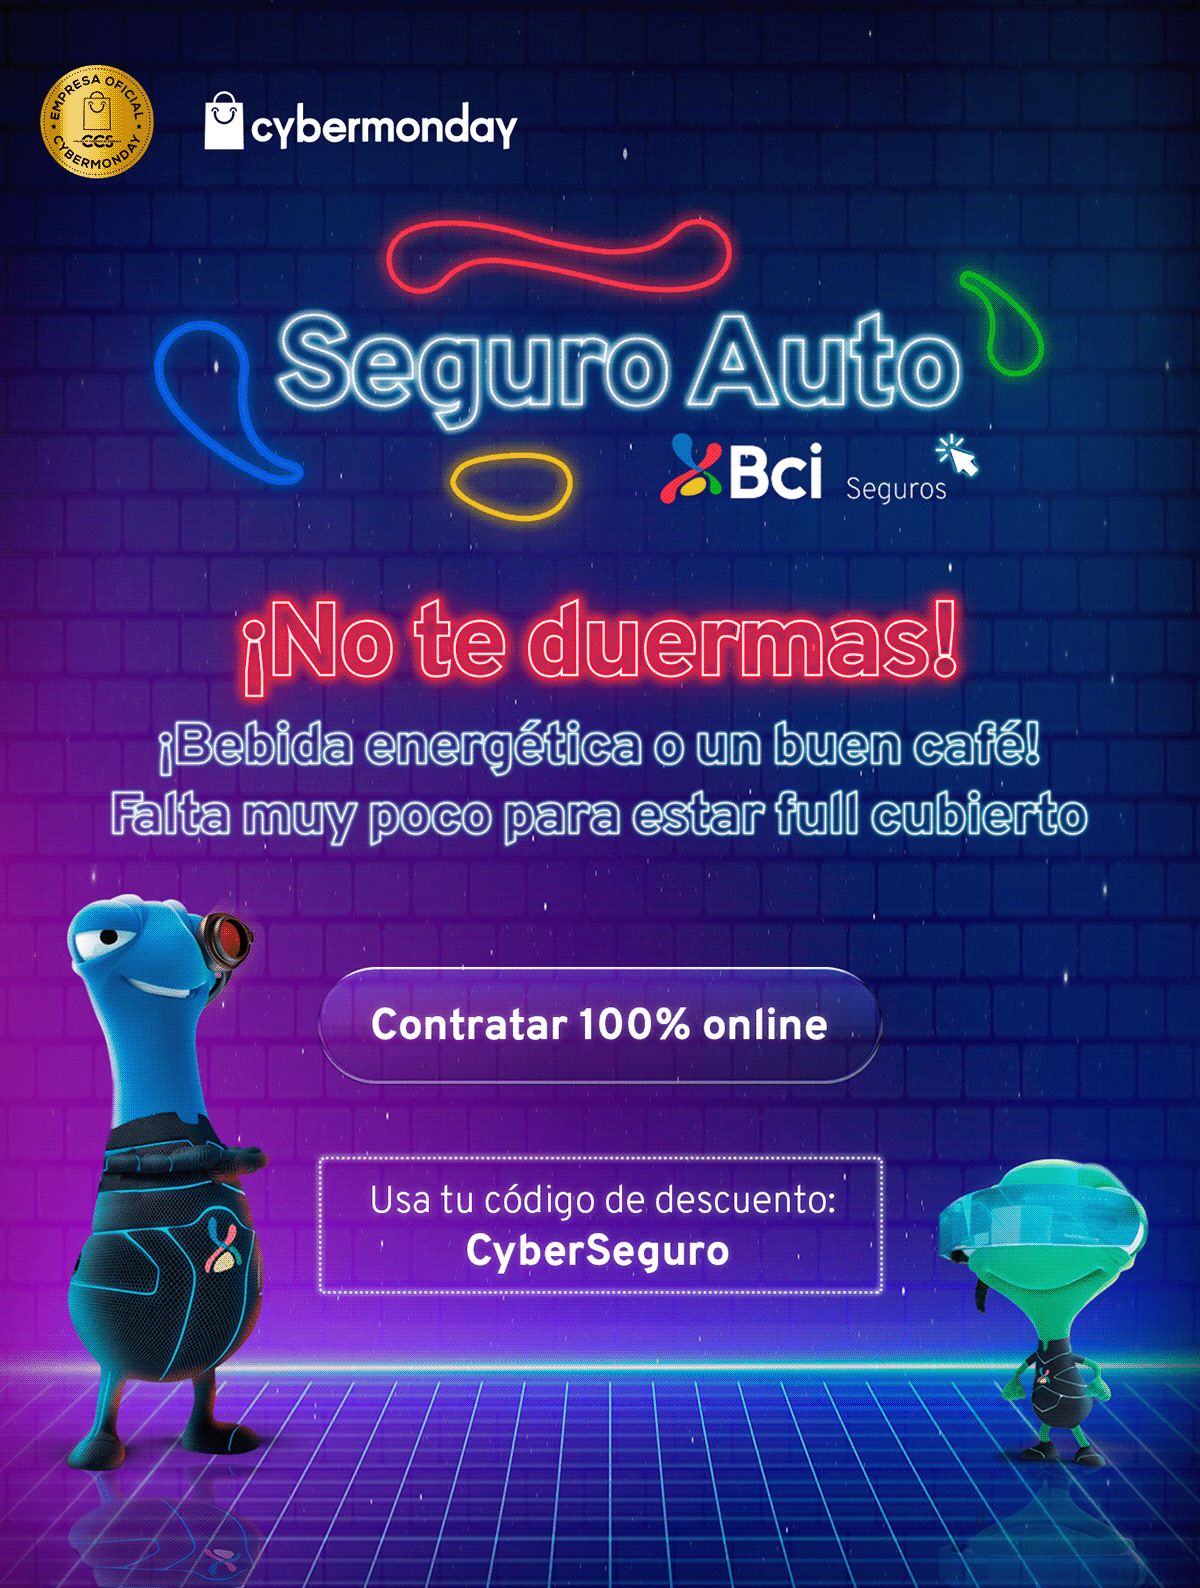 EMPRESA OFICIAL
CCS
CYBERMONDAY
cybermonday
Seguro Auto
Bci Seguros
¡No te duermas!
¡Bebida energética o un buen café!
Falta muy poco para estar full cubierto
Contratar 100% online
Usa tu código de descuento:
CyberSeguro